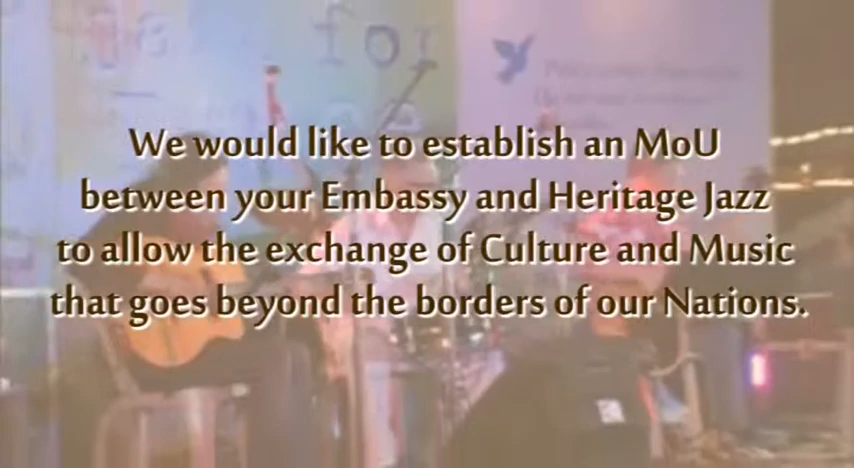 for
We would like to establish an MoU
between your Embassy and Heritage Jazz
to allow the exchange of Culture and Music
that goes beyond the borders of our Nations.